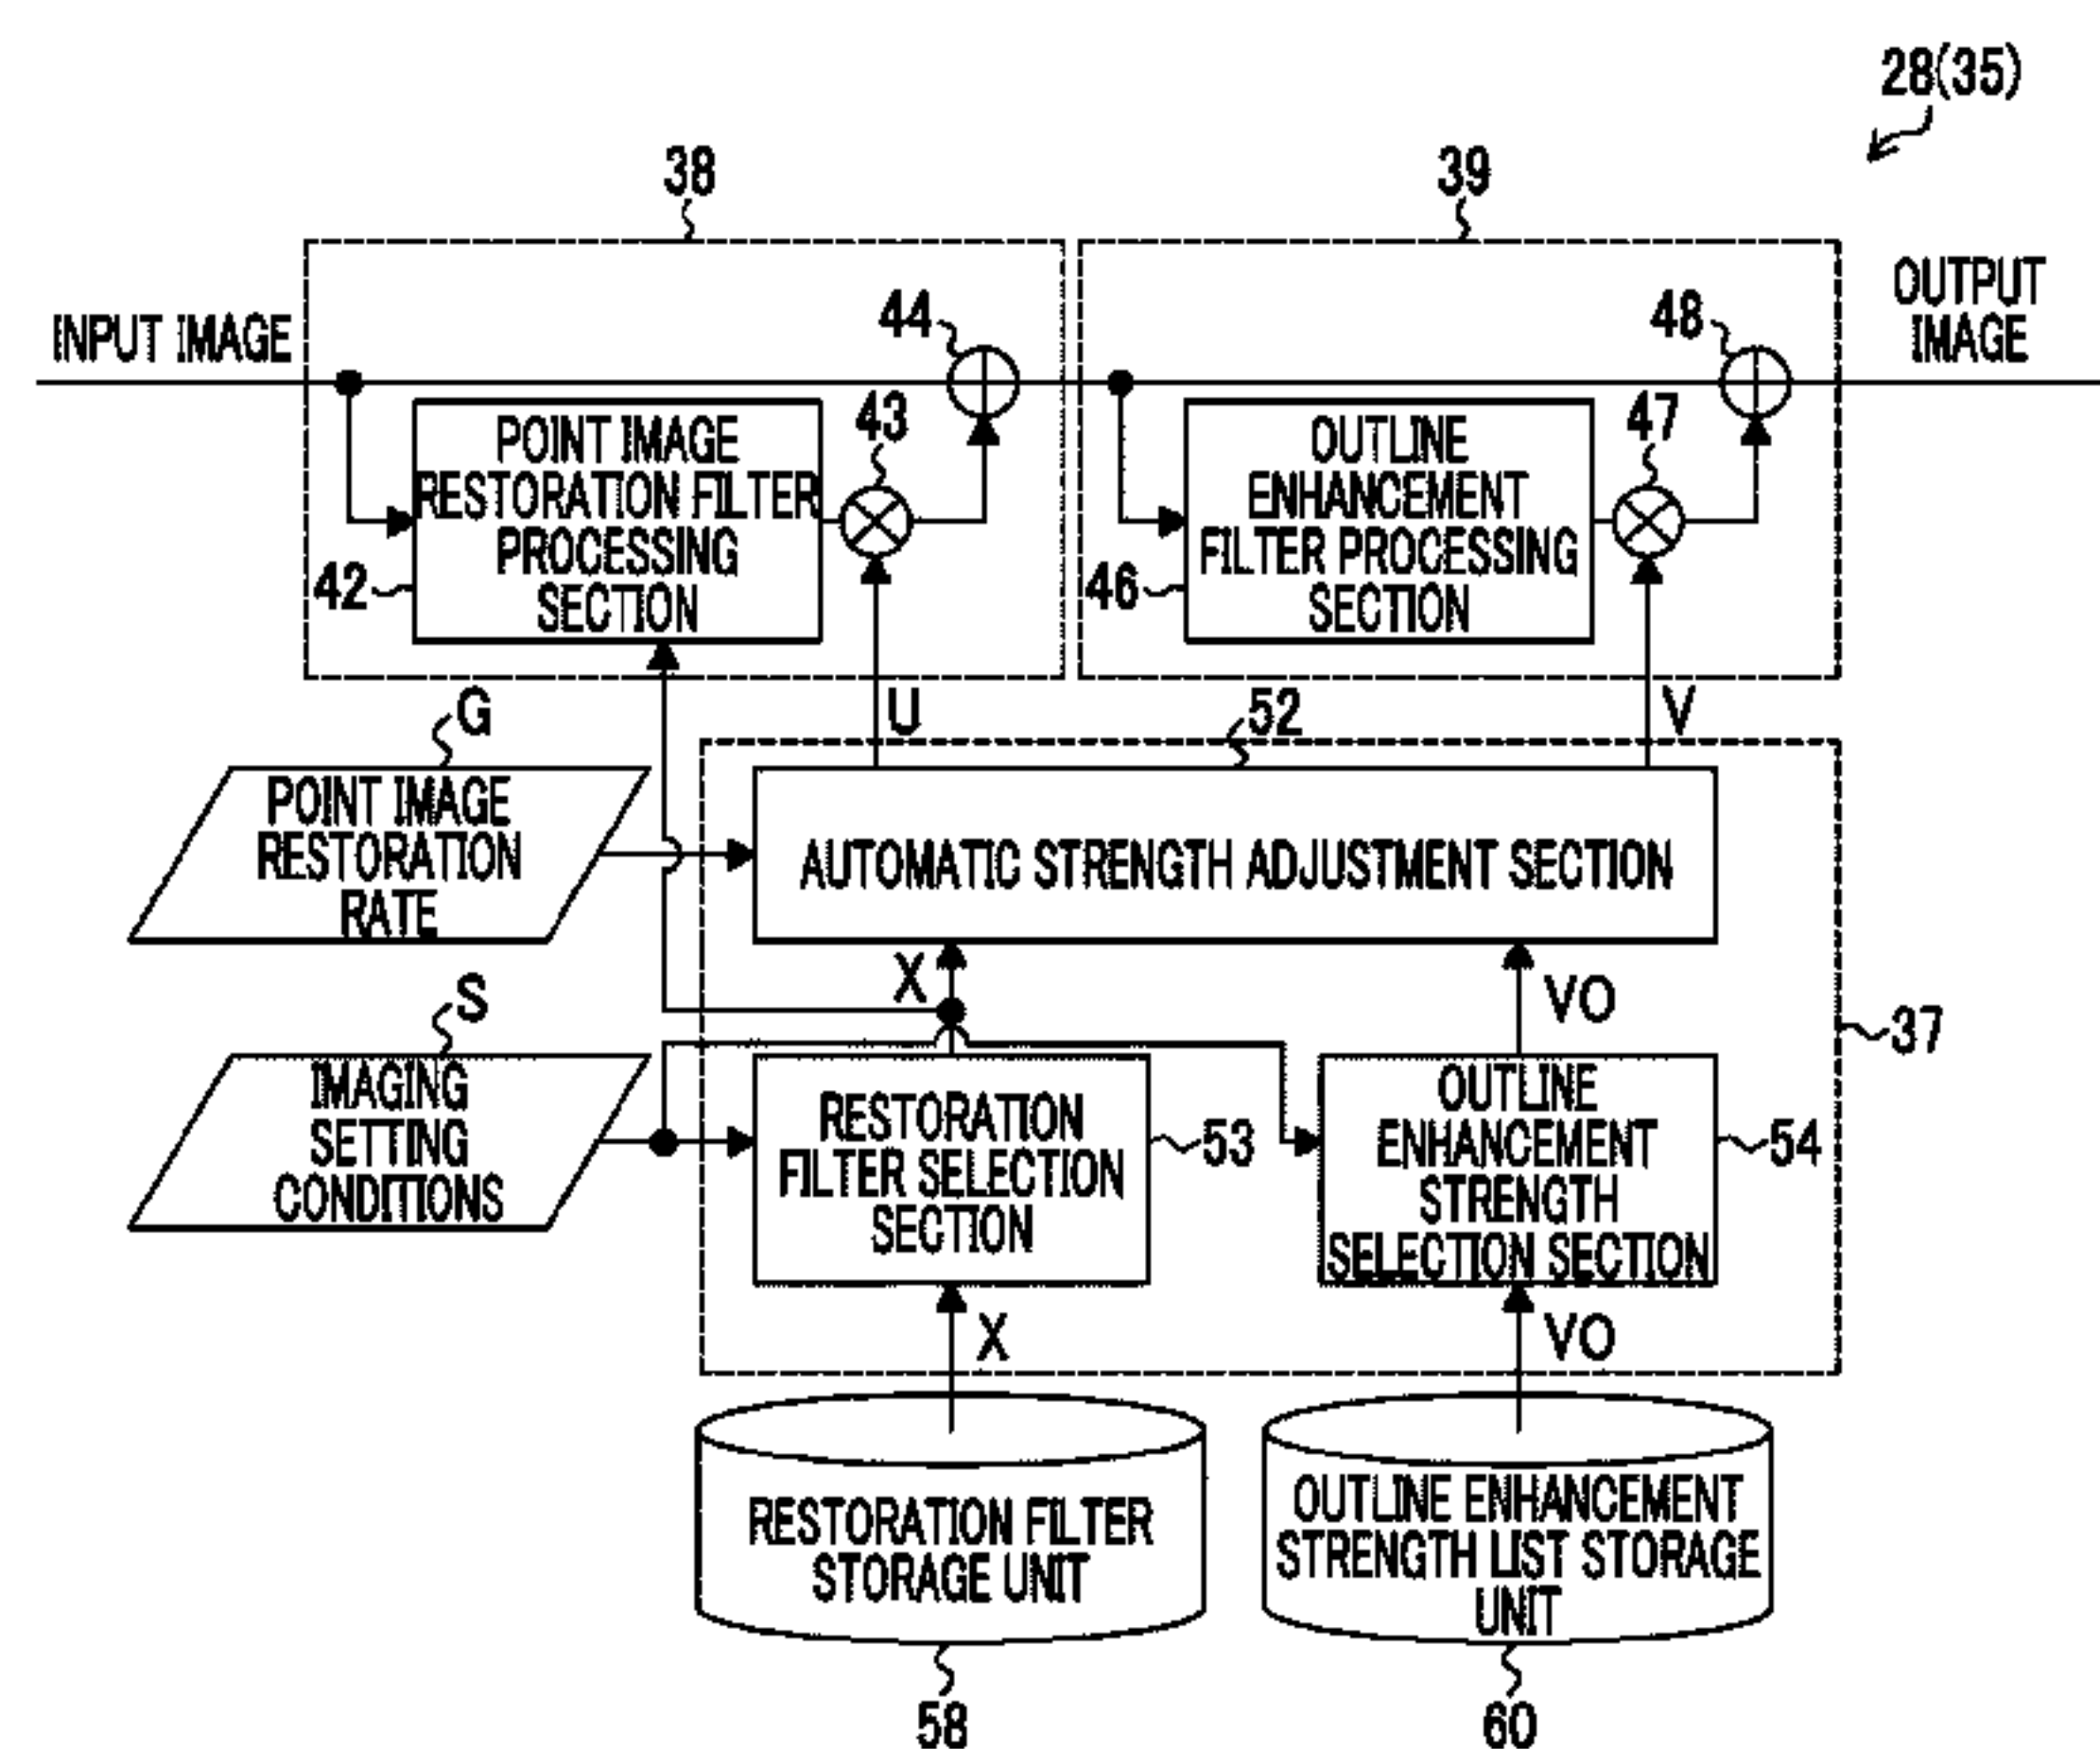 28(35)
38
39
INPUT IMAGE
OUTPUT
IMAGE
44
48
43
47
POINT IMAGE
RESTORATION FILTER
PROCESSING
SECTION
42
OUTLINE
ENHANCEMENT
FILTER PROCESSING
SECTION
46
G
U
52
V
POINT IMAGE
RESTORATION
RATE
AUTOMATIC STRENGTH ADJUSTMENT SECTION
X
VO
S
37
IMAGING
SETTING
CONDITIONS
RESTORATION
FILTER SELECTION
SECTION
53
OUTLINE
ENHANCEMENT
STRENGTH
SELECTION SECTION
54
X
VO
RESTORATION FILTER
STORAGE UNIT
OUTLINE ENHANCEMENT
STRENGTH LIST STORAGE
UNIT
58
60